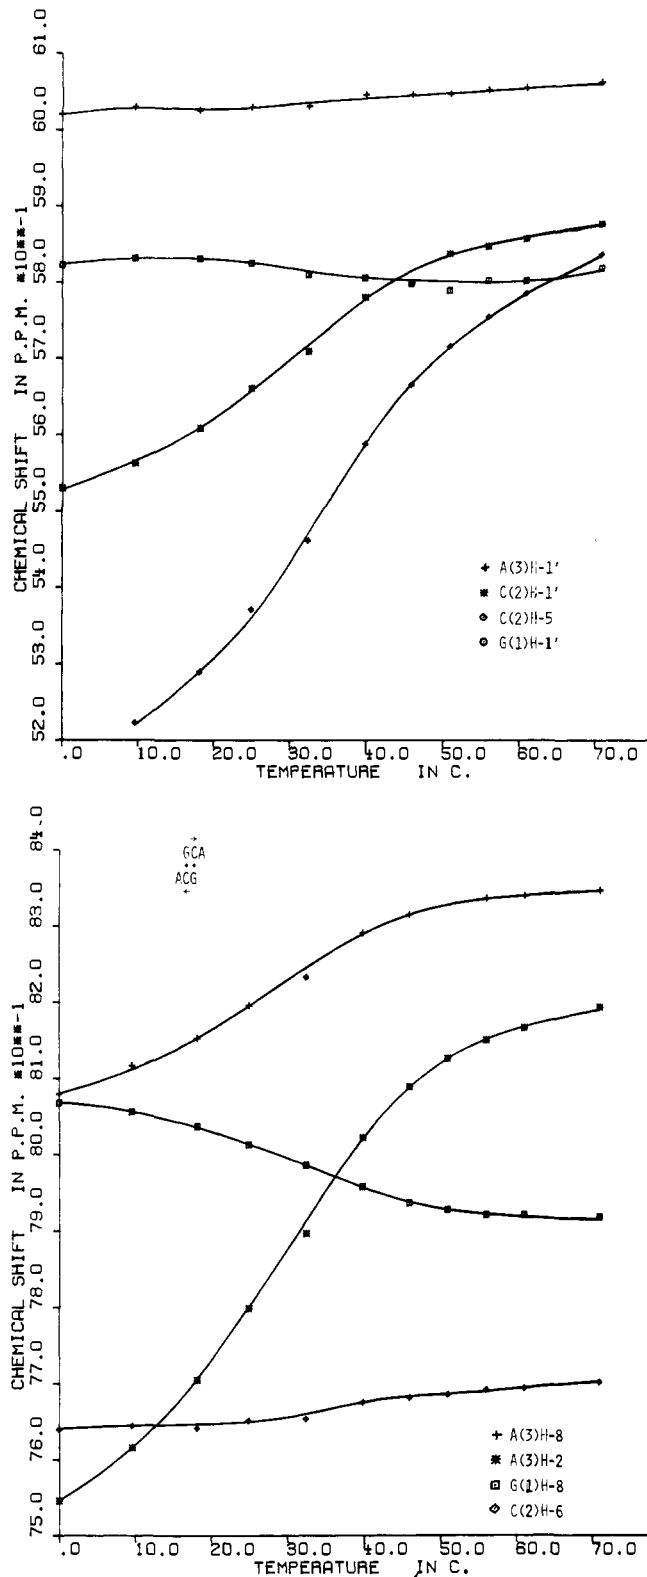 CHEMICAL SHIFT IN P.P.M. *10**-1
61.0
60.0
59.0
58.0
57.0
56.0
55.0
54.0
53.0
52.0
+ A(3)H-1'
* C(2)H-1'
C(2)H-5
G(1)H-1'
.0 10.0 20.0 30.0 40.0 50.0 60.0 70.0
TEMPERATURE IN C.
CHEMICAL SHIFT IN P.P.M. *10**-1
84.0
83.0
82.0
81.0
80.0
79.0
78.0
77.0
76.0
75.0
→
GCA
••
ACG
←
+ A(3)H-8
* A(3)H-2
G(1)H-8
C(2)H-6
.0 10.0 20.0 30.0 40.0 50.0 60.0 70.0
TEMPERATURE IN C.